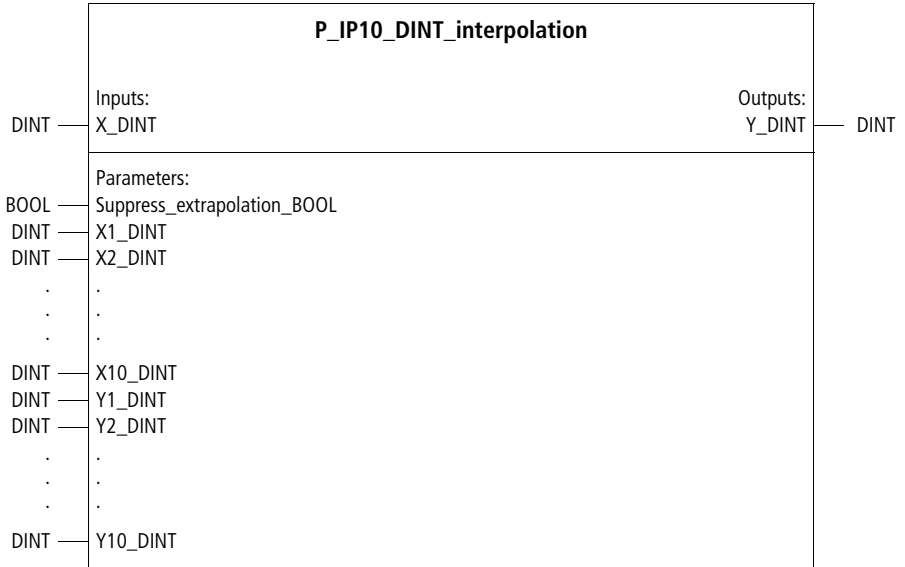 P_IP10_DINT_interpolation
Inputs: Outputs:
DINT X_DINT Y_DINT DINT
Parameters:
BOOL Suppress_extrapolation_BOOL
DINT X1_DINT
DINT X2_DINT
. .
. .
. .
DINT X10_DINT
DINT Y1_DINT
DINT Y2_DINT
. .
. .
. .
DINT Y10_DINT